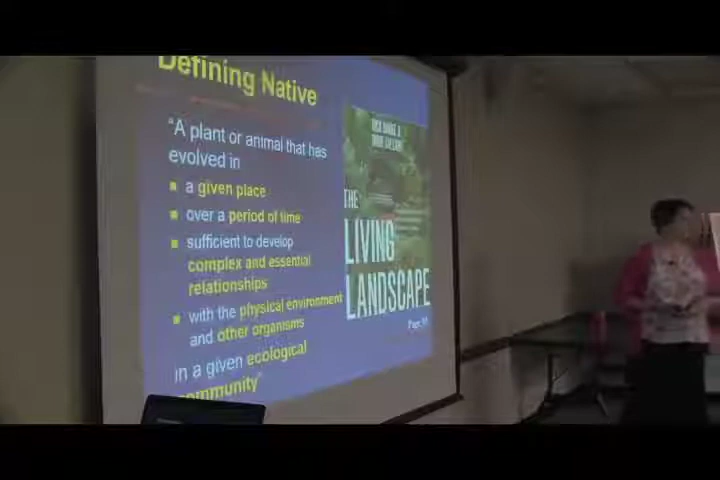 Defining Native
"A plant or animal that has
evolved in
a given place
over a period of time
sufficient to develop
complex and essential
relationships
with the physical environment
and other organisms
in a given ecological
community"
THE
LIVING
LANDSCAPE